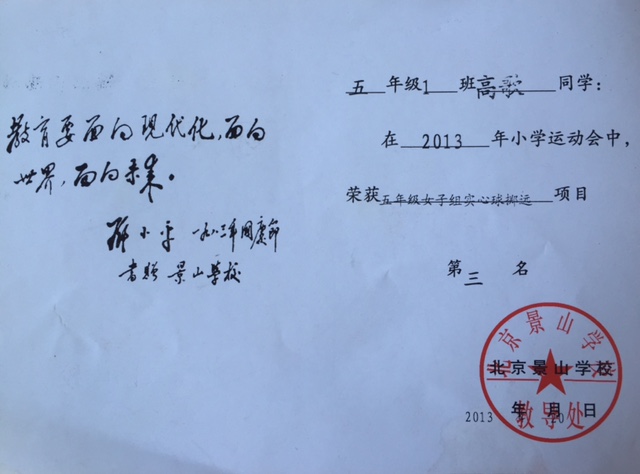 教育要面向现代化，面向
世界，面向未来。
邓小平 一九八三年国庆节
书赠 景山学校
五 年级 1 班 高歌 同学：
在 2013 年小学运动会中，
荣获 五年级女子组实心球掷远 项目
第 三 名
北京景山学校
北京景山学校
教导处
2013 年 月 日